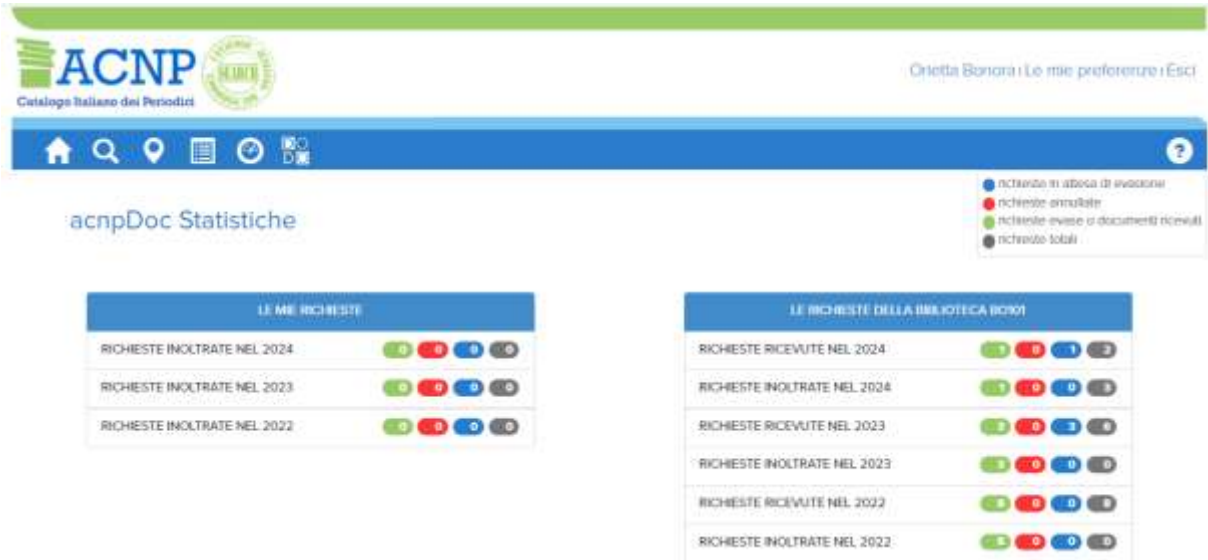 ACNP
Catalogo Italiano dei Periodici
Orietta Bonora | Le mie preferenze | Esci
?
richieste in attesa di evasione
richieste annullate
richieste evase o documenti ricevuti
richieste totali
acnpDoc Statistiche
LE MIE RICHIESTE
RICHIESTE INOLTRATE NEL 2024 0 0 0 0
RICHIESTE INOLTRATE NEL 2023 0 0 0 0
RICHIESTE INOLTRATE NEL 2022 0 0 0 0
LE RICHIESTE DELLA BIBLIOTECA BO101
RICHIESTE RICEVUTE NEL 2024 1 0 1 2
RICHIESTE INOLTRATE NEL 2024 1 0 0 3
RICHIESTE RICEVUTE NEL 2023 0 3 6
RICHIESTE INOLTRATE NEL 2023 0 0
RICHIESTE RICEVUTE NEL 2022 0 0
RICHIESTE INOLTRATE NEL 2022 0 0